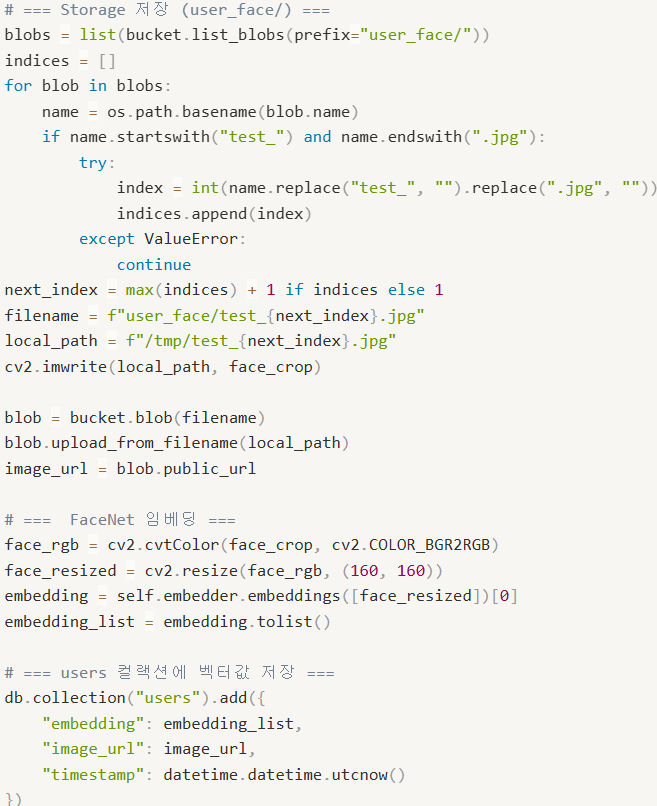 # === Storage 저장 (user_face/) ===
blobs = list(bucket.list_blobs(prefix="user_face/"))
indices = []
for blob in blobs:
    name = os.path.basename(blob.name)
    if name.startswith("test_") and name.endswith(".jpg"):
        try:
            index = int(name.replace("test_", "").replace(".jpg", ""))
            indices.append(index)
        except ValueError:
            continue
next_index = max(indices) + 1 if indices else 1
filename = f"user_face/test_{next_index}.jpg"
local_path = f"/tmp/test_{next_index}.jpg"
cv2.imwrite(local_path, face_crop)

blob = bucket.blob(filename)
blob.upload_from_filename(local_path)
image_url = blob.public_url

# ===  FaceNet 임베딩 ===
face_rgb = cv2.cvtColor(face_crop, cv2.COLOR_BGR2RGB)
face_resized = cv2.resize(face_rgb, (160, 160))
embedding = self.embedder.embeddings([face_resized])[0]
embedding_list = embedding.tolist()

# === users 컬랙션에 벡터값 저장 ===
db.collection("users").add({
    "embedding": embedding_list,
    "image_url": image_url,
    "timestamp": datetime.datetime.utcnow()
})